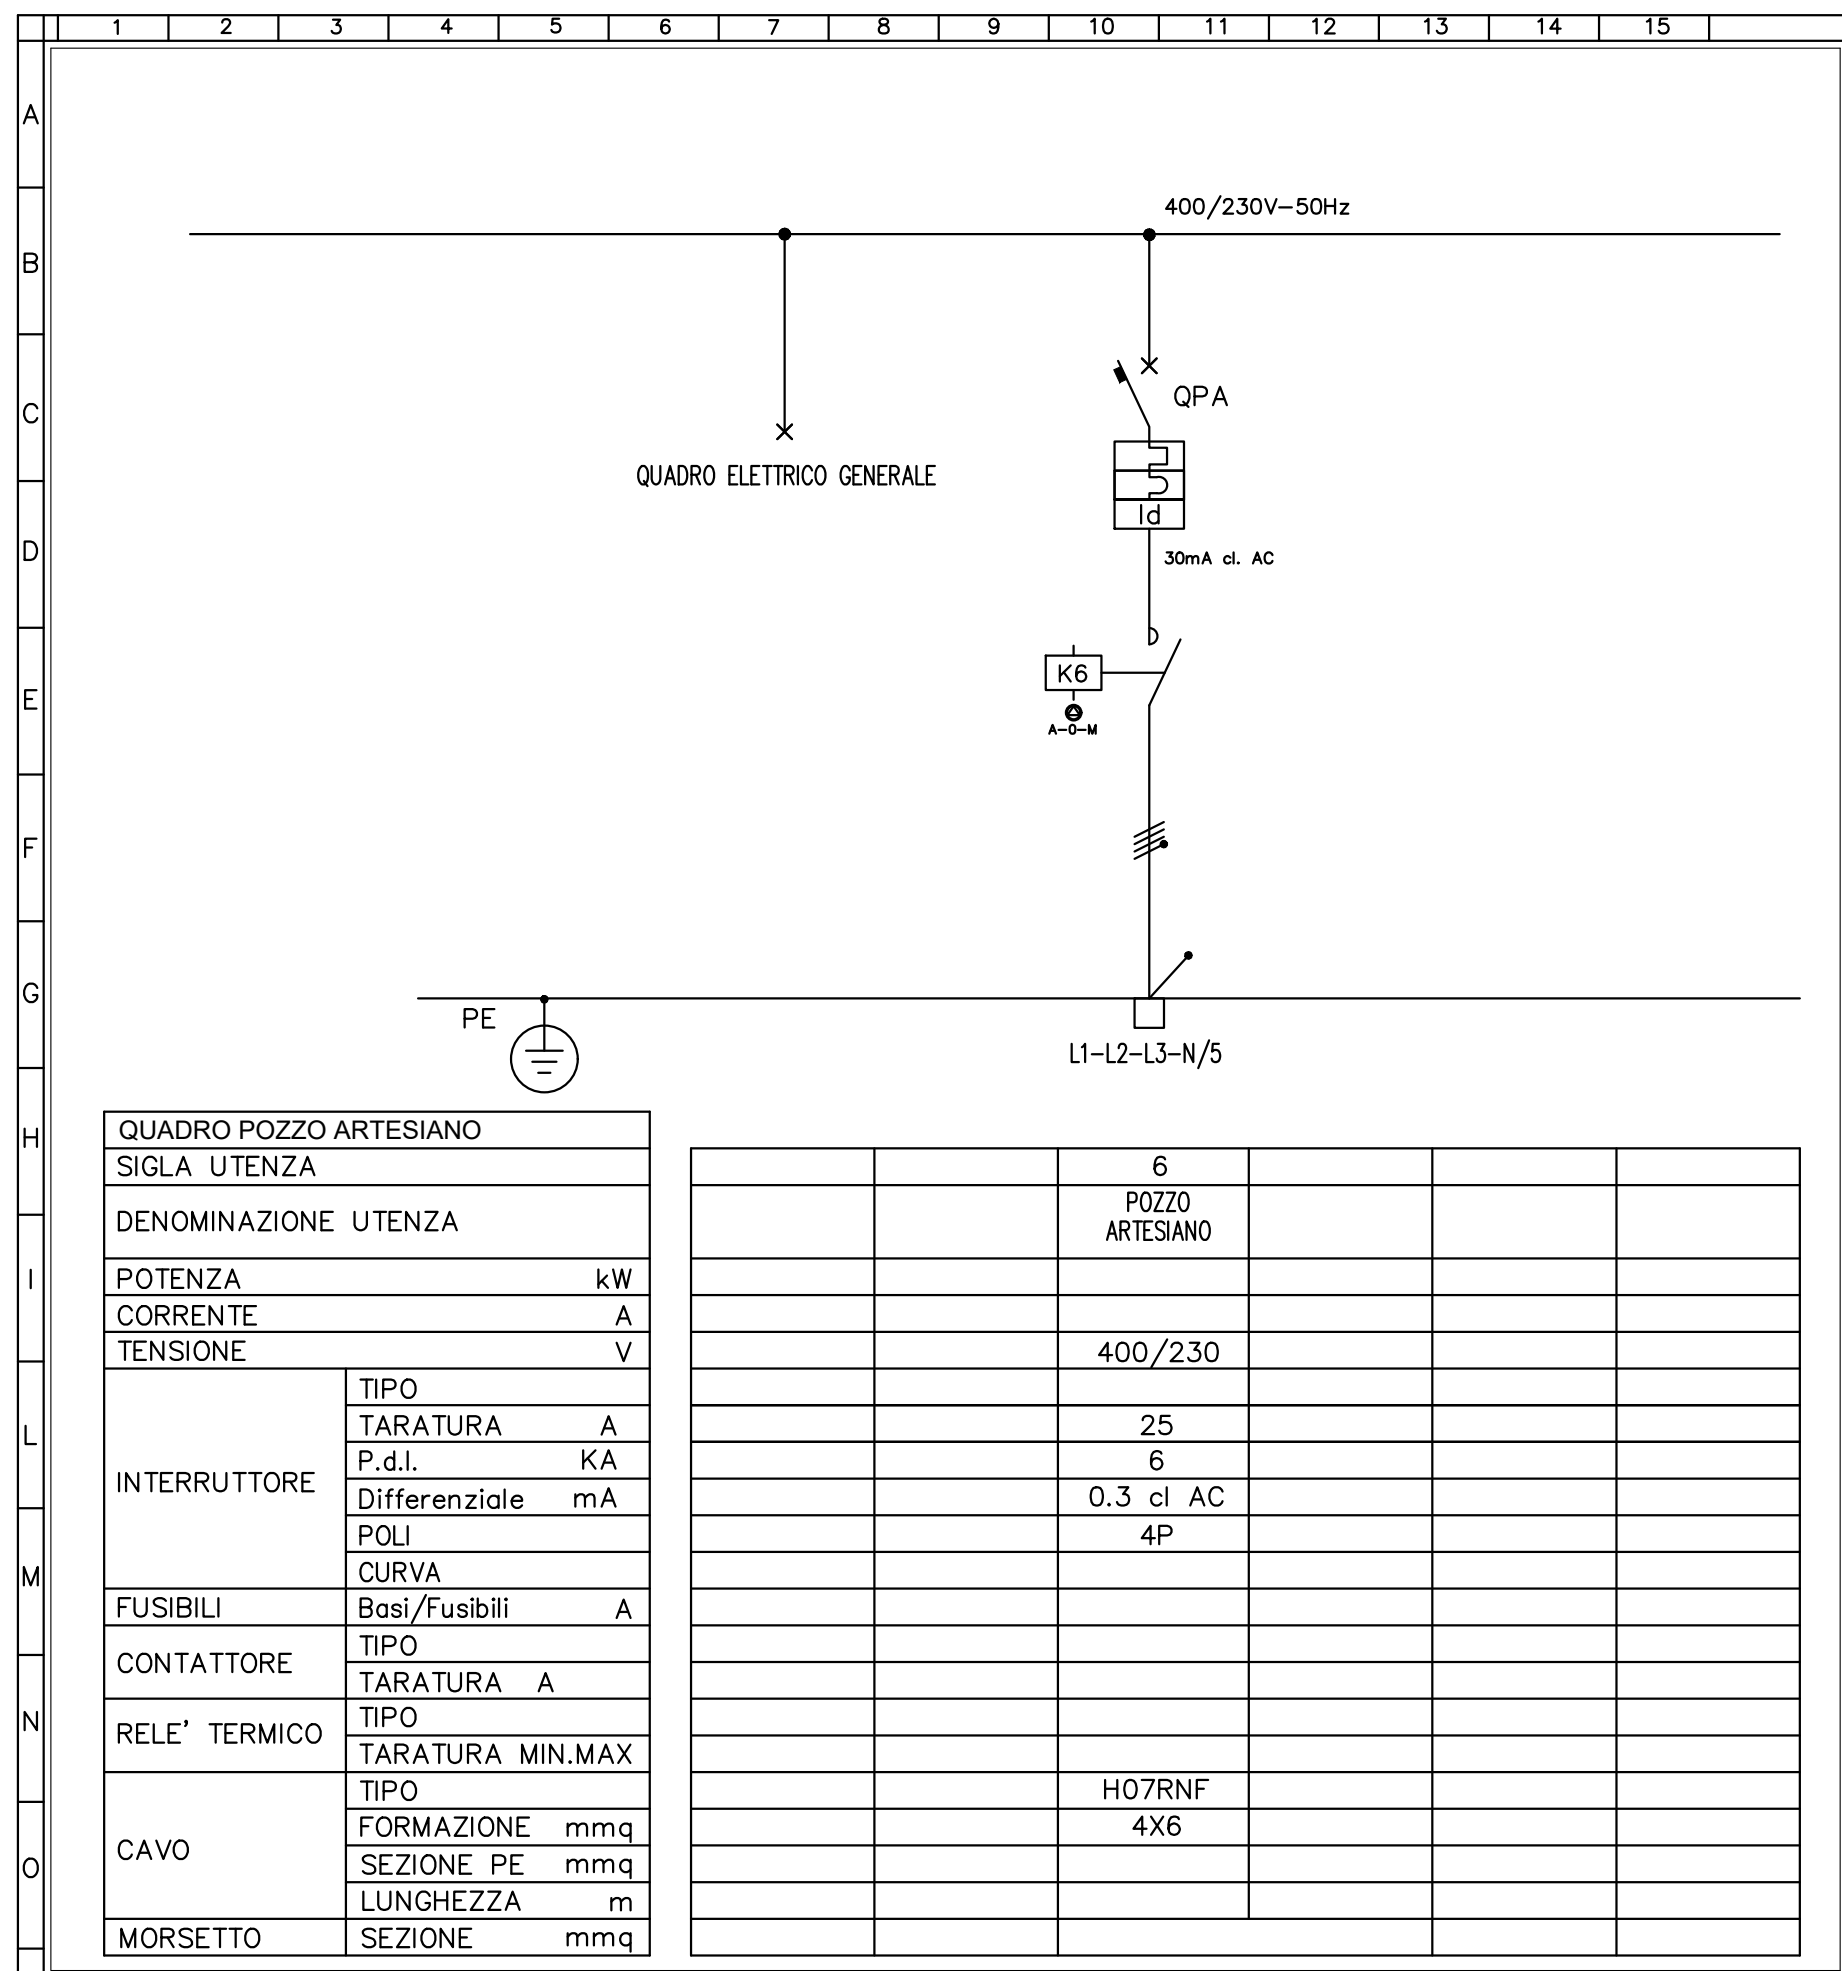 1 2 3 4 5 6 7 8 9 10 11 12 13 14 15
A
400/230V-50Hz
B
QPA
C
QUADRO ELETTRICO GENERALE
Id
D
30mA cl. AC
K6
E
A-0-M
F
G
PE
L1-L2-L3-N/5
H
QUADRO POZZO ARTESIANO
SIGLA UTENZA 6
DENOMINAZIONE UTENZA POZZO
ARTESIANO
I
POTENZA kW
CORRENTE A
TENSIONE V 400/230
INTERRUTTORE
TIPO
L
TARATURA A 25
P.d.I. KA 6
Differenziale mA 0.3 cl AC
POLI 4P
M
CURVA
FUSIBILI Basi/Fusibili A
CONTATTORE
TIPO
TARATURA A
N
RELE' TERMICO
TIPO
TARATURA MIN.MAX
CAVO
TIPO H07RNF
FORMAZIONE mmq 4X6
O
SEZIONE PE mmq
LUNGHEZZA m
MORSETTO SEZIONE mmq